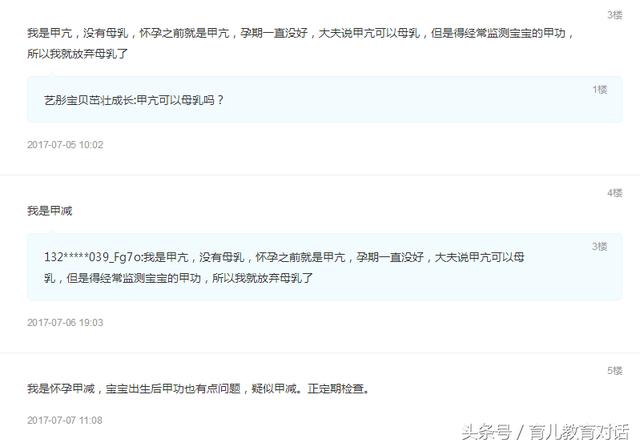 3楼
我是甲亢，没有母乳，怀孕之前就是甲亢，孕期一直没好，大夫说甲亢可以母乳，但是得经常监测宝宝的甲功，
所以我就放弃母乳了
1楼
艺彤宝贝茁壮成长:甲亢可以母乳吗？
2017-07-05 10:02
4楼
我是甲减
3楼
132*****039_Fg7o:我是甲亢，没有母乳，怀孕之前就是甲亢，孕期一直没好，大夫说甲亢可以母
乳，但是得经常监测宝宝的甲功，所以我就放弃母乳了
2017-07-06 19:03
5楼
我是怀孕甲减，宝宝出生后甲功也有点问题，疑似甲减。正定期检查。
2017-07-07 11:08
头条号 / 育儿教育对话